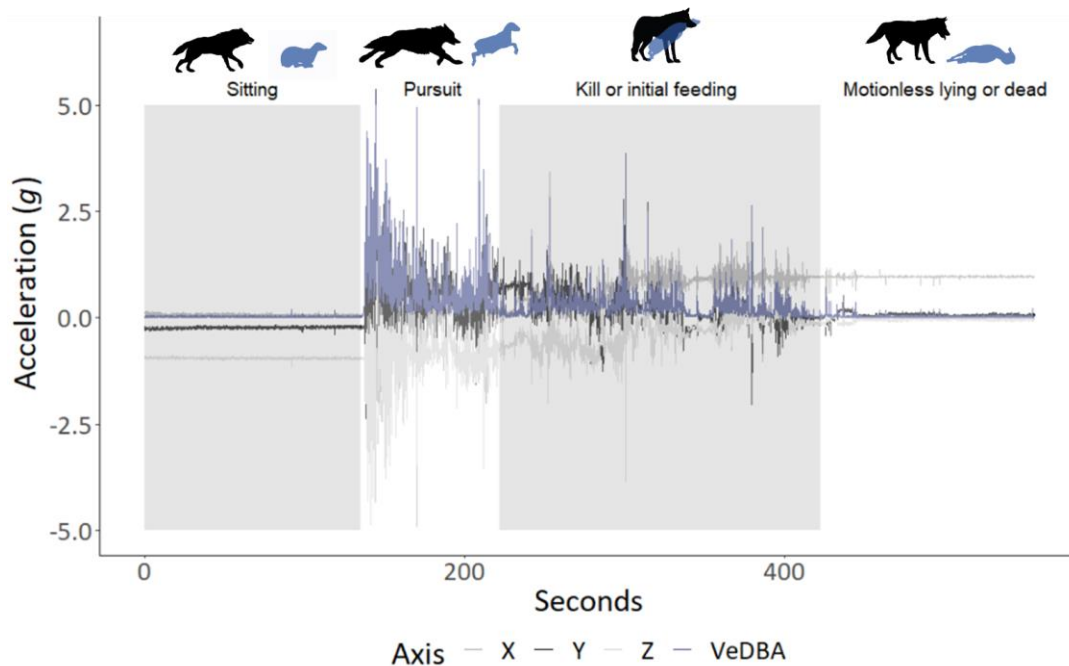 Sitting Pursuit Kill or initial feeding Motionless lying or dead
5.0
2.5
0.0
-2.5
-5.0
Acceleration (g)
0 200 400
Seconds
Axis X Y Z VeDBA